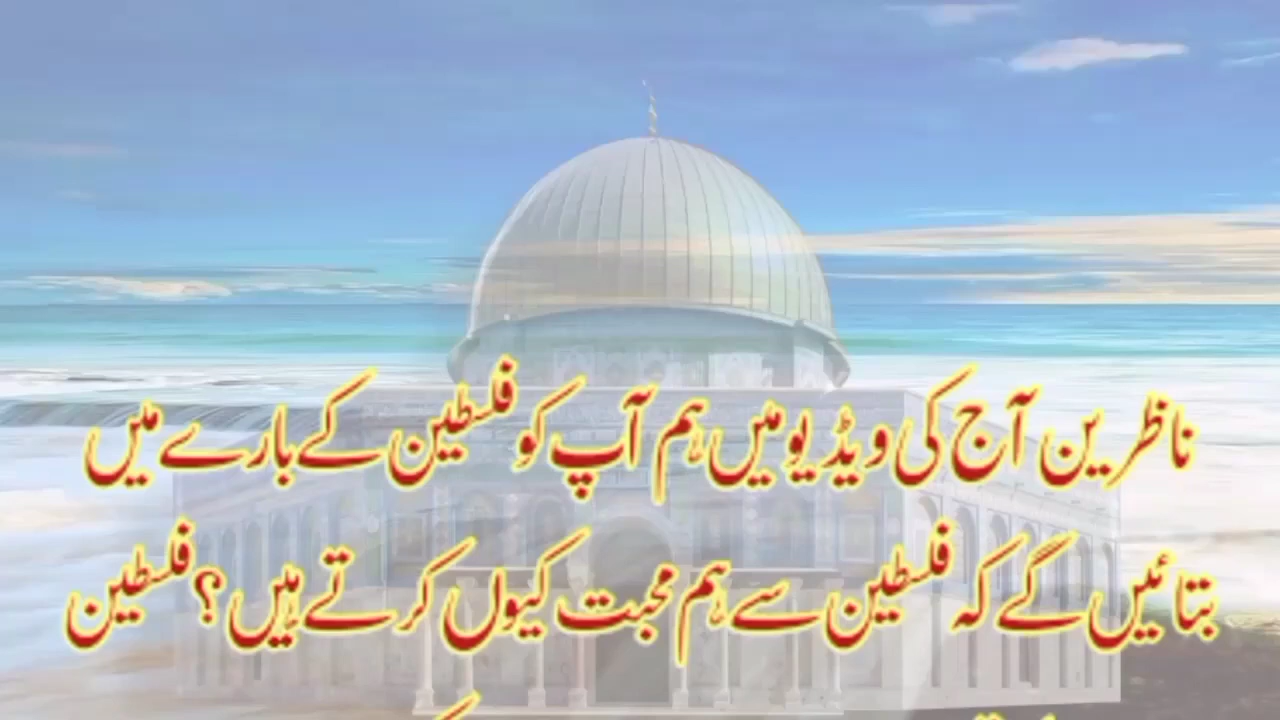 ناظرین آج کی ویڈیو میں ہم آپ کو فلسطین کے بارے میں
بتائیں گے کہ فلسطین سے ہم محبت کیوں کرتے ہیں؟ فلسطین